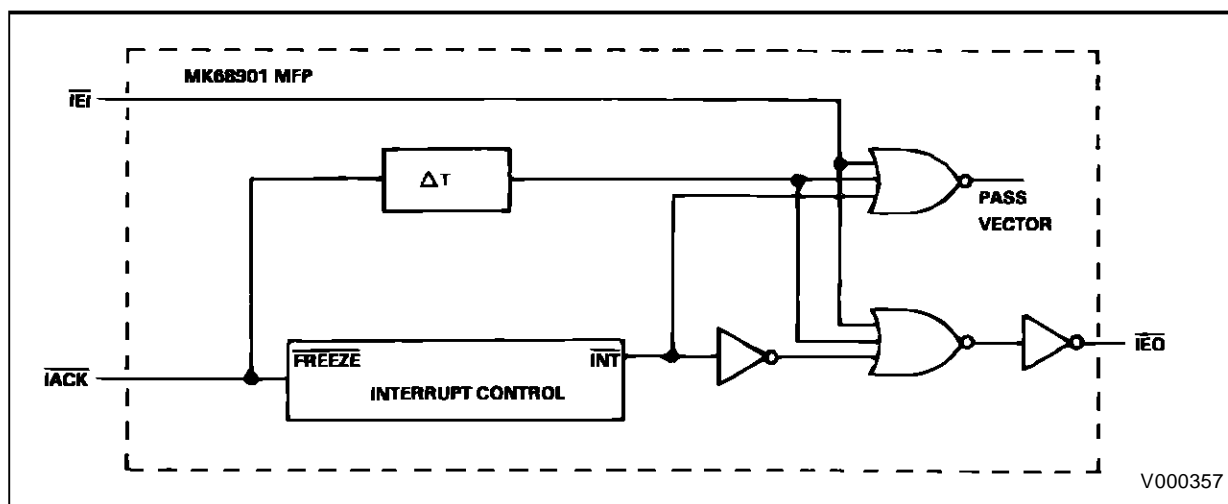 MK68901 MFP
IEI
ΔT
PASS
VECTOR
FREEZE
INT
IEO
IACK
INTERRUPT CONTROL
V000357